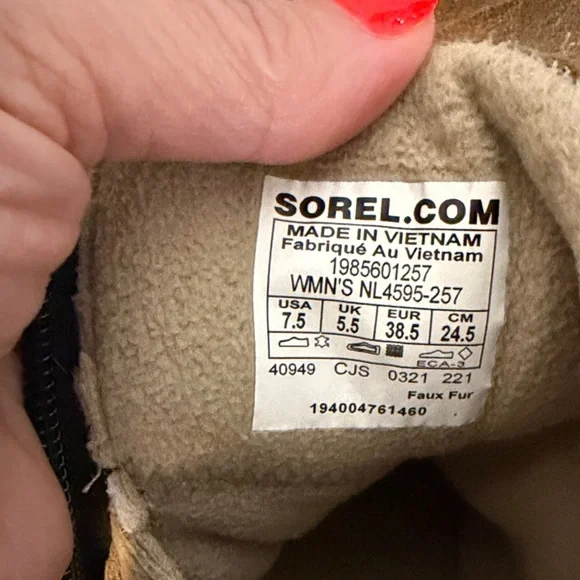 SOREL.COM
MADE IN VIETNAM
Fabriqué Au Vietnam
1985601257
WMN'S NL4595-257
USA UK EUR CM
7.5 5.5 38.5 24.5
ECA-3
40949 CJS 0321 221
Faux Fur
194004761460